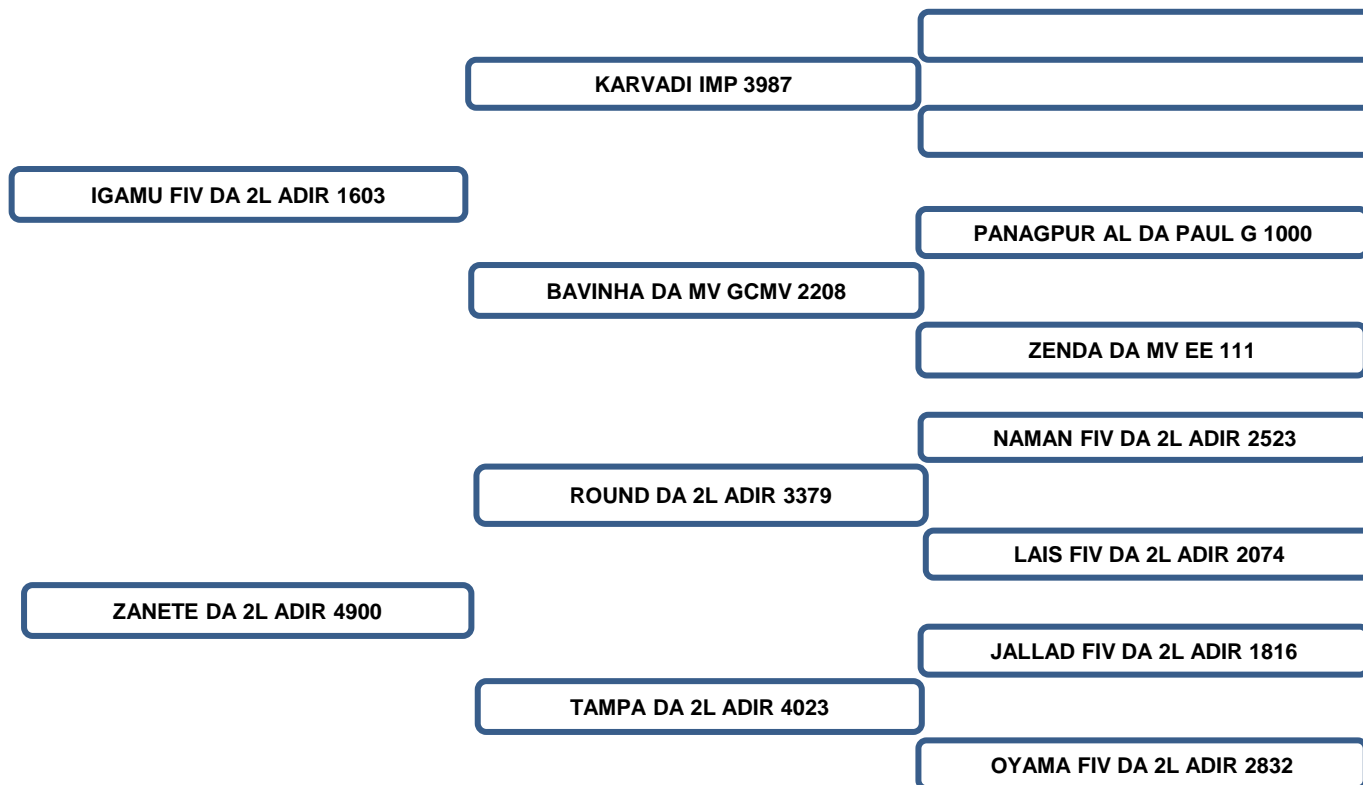 KARVADI IMP 3987
IGAMU FIV DA 2L ADIR 1603
PANAGPUR AL DA PAUL G 1000
BAVINHA DA MV GCMV 2208
ZENDA DA MV EE 111
NAMAN FIV DA 2L ADIR 2523
ROUND DA 2L ADIR 3379
LAIS FIV DA 2L ADIR 2074
ZANETE DA 2L ADIR 4900
JALLAD FIV DA 2L ADIR 1816
TAMPA DA 2L ADIR 4023
OYAMA FIV DA 2L ADIR 2832